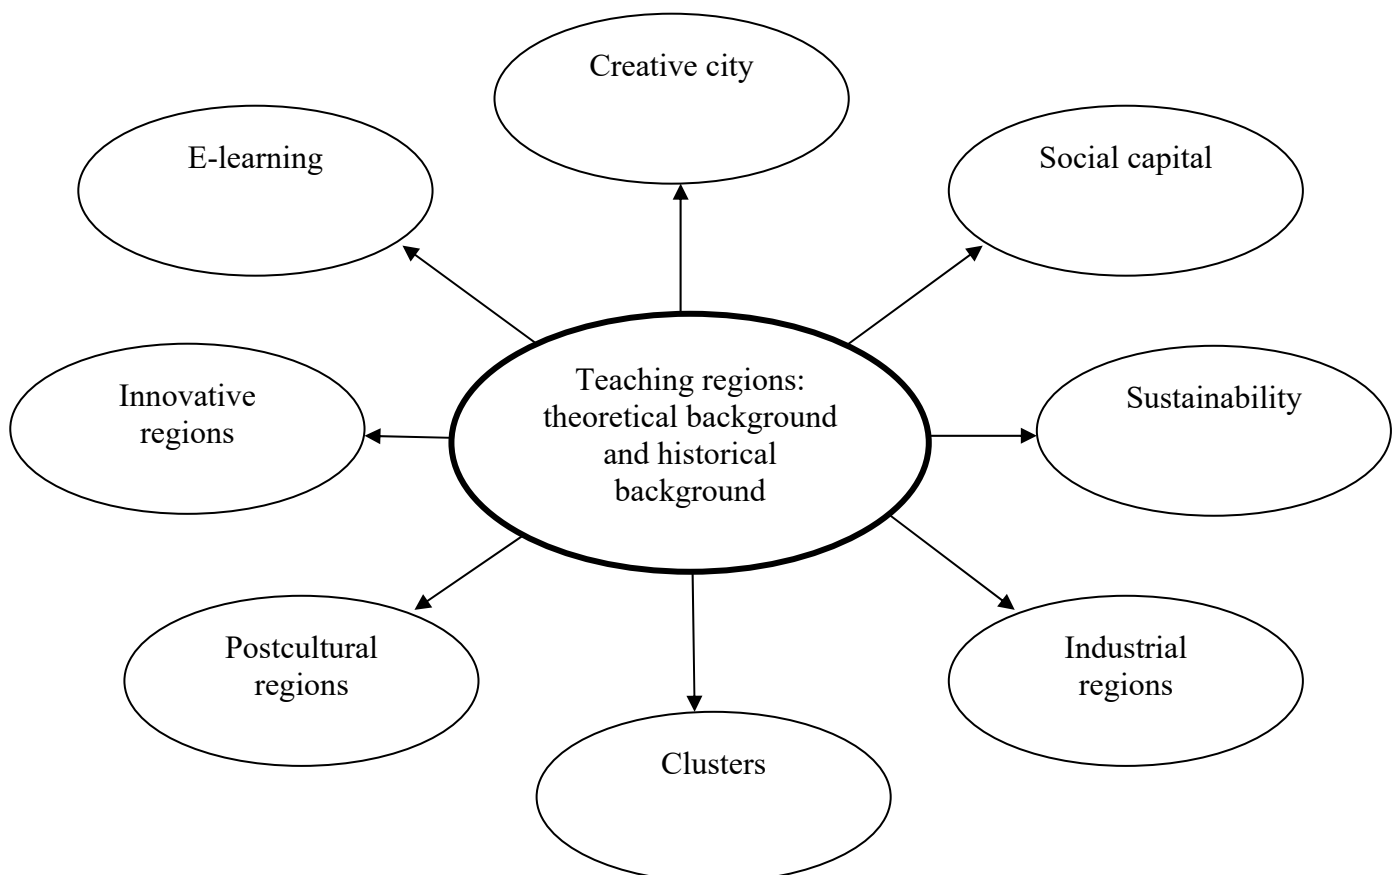 Creative city
E-learning
Social capital
Innovative
regions
Teaching regions:
theoretical background
and historical
background
Sustainability
Postcultural
regions
Industrial
regions
Clusters